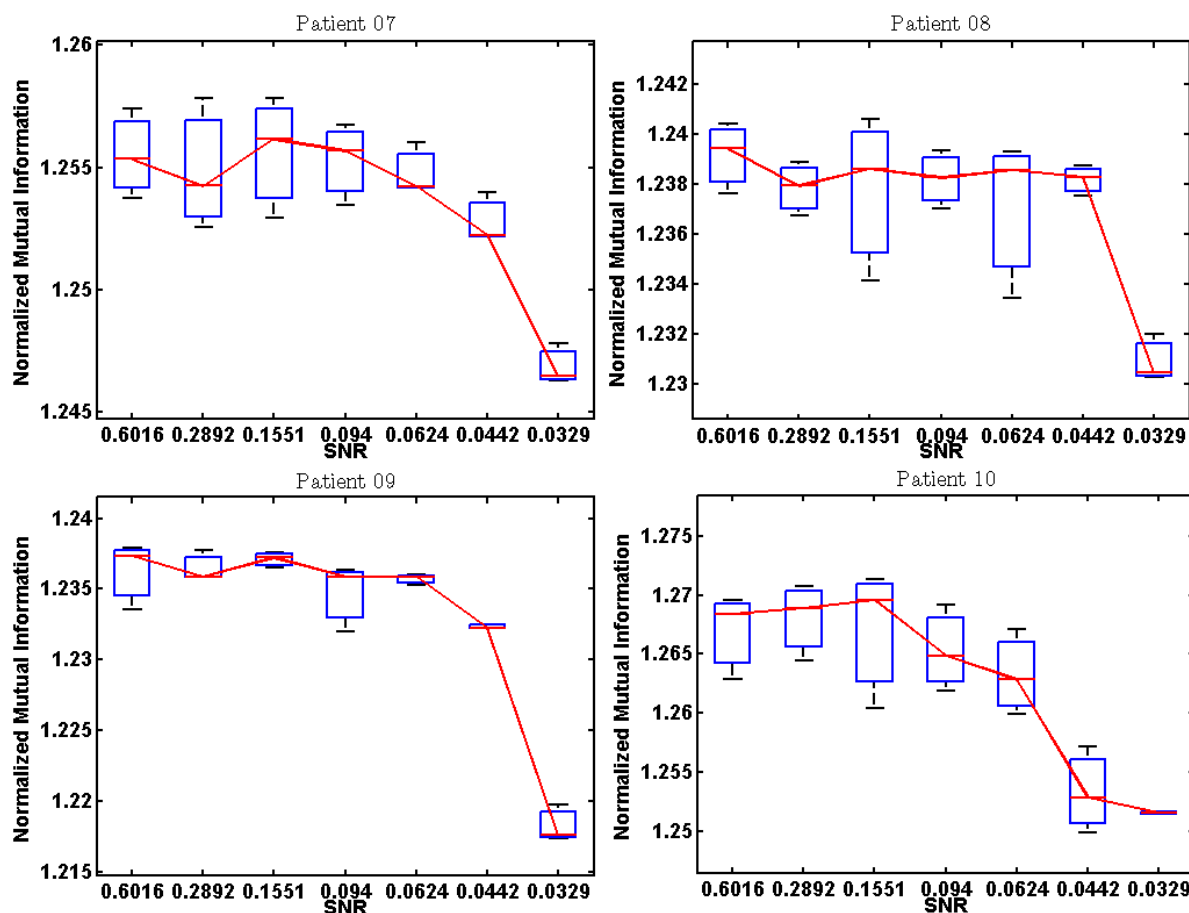 Patient 07
Normalized Mutual Information
1.26
1.255
1.25
1.245
0.6016 0.2892 0.1551 0.094 0.0624 0.0442 0.0329
SNR
Patient 08
Normalized Mutual Information
1.242
1.24
1.238
1.236
1.234
1.232
1.23
0.6016 0.2892 0.1551 0.094 0.0624 0.0442 0.0329
SNR
Patient 09
Normalized Mutual Information
1.24
1.235
1.23
1.225
1.22
1.215
0.6016 0.2892 0.1551 0.094 0.0624 0.0442 0.0329
SNR
Patient 10
Normalized Mutual Information
1.275
1.27
1.265
1.26
1.255
1.25
0.6016 0.2892 0.1551 0.094 0.0624 0.0442 0.0329
SNR